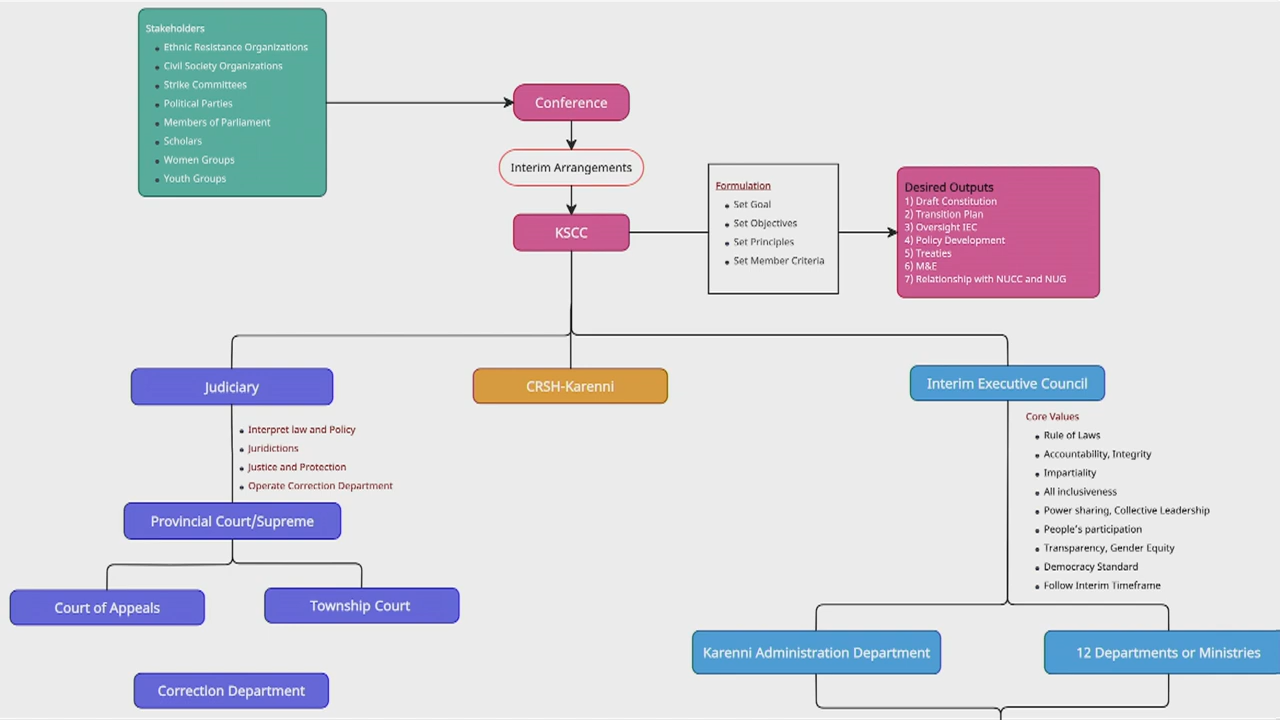 Stakeholders
Ethnic Resistance Organizations
Civil Society Organizations
Strike Committees
Political Parties
Members of Parliament
Scholars
Women Groups
Youth Groups
Conference
Interim Arrangements
KSCC
Formulation
Set Goal
Set Objectives
Set Principles
Set Member Criteria
Desired Outputs
1) Draft Constitution
2) Transition Plan
3) Oversight IEC
4) Policy Development
5) Treaties
6) M&E
7) Relationship with NUCC and NUG
Judiciary
Interpret law and Policy
Juridictions
Justice and Protection
Operate Correction Department
Provincial Court/Supreme
Court of Appeals
Township Court
Correction Department
CRSH-Karenni
Interim Executive Council
Core Values
Rule of Laws
Accountability, Integrity
Impartiality
All inclusiveness
Power sharing, Collective Leadership
People's participation
Transparency, Gender Equity
Democracy Standard
Follow Interim Timeframe
Karenni Administration Department
12 Departments or Ministries